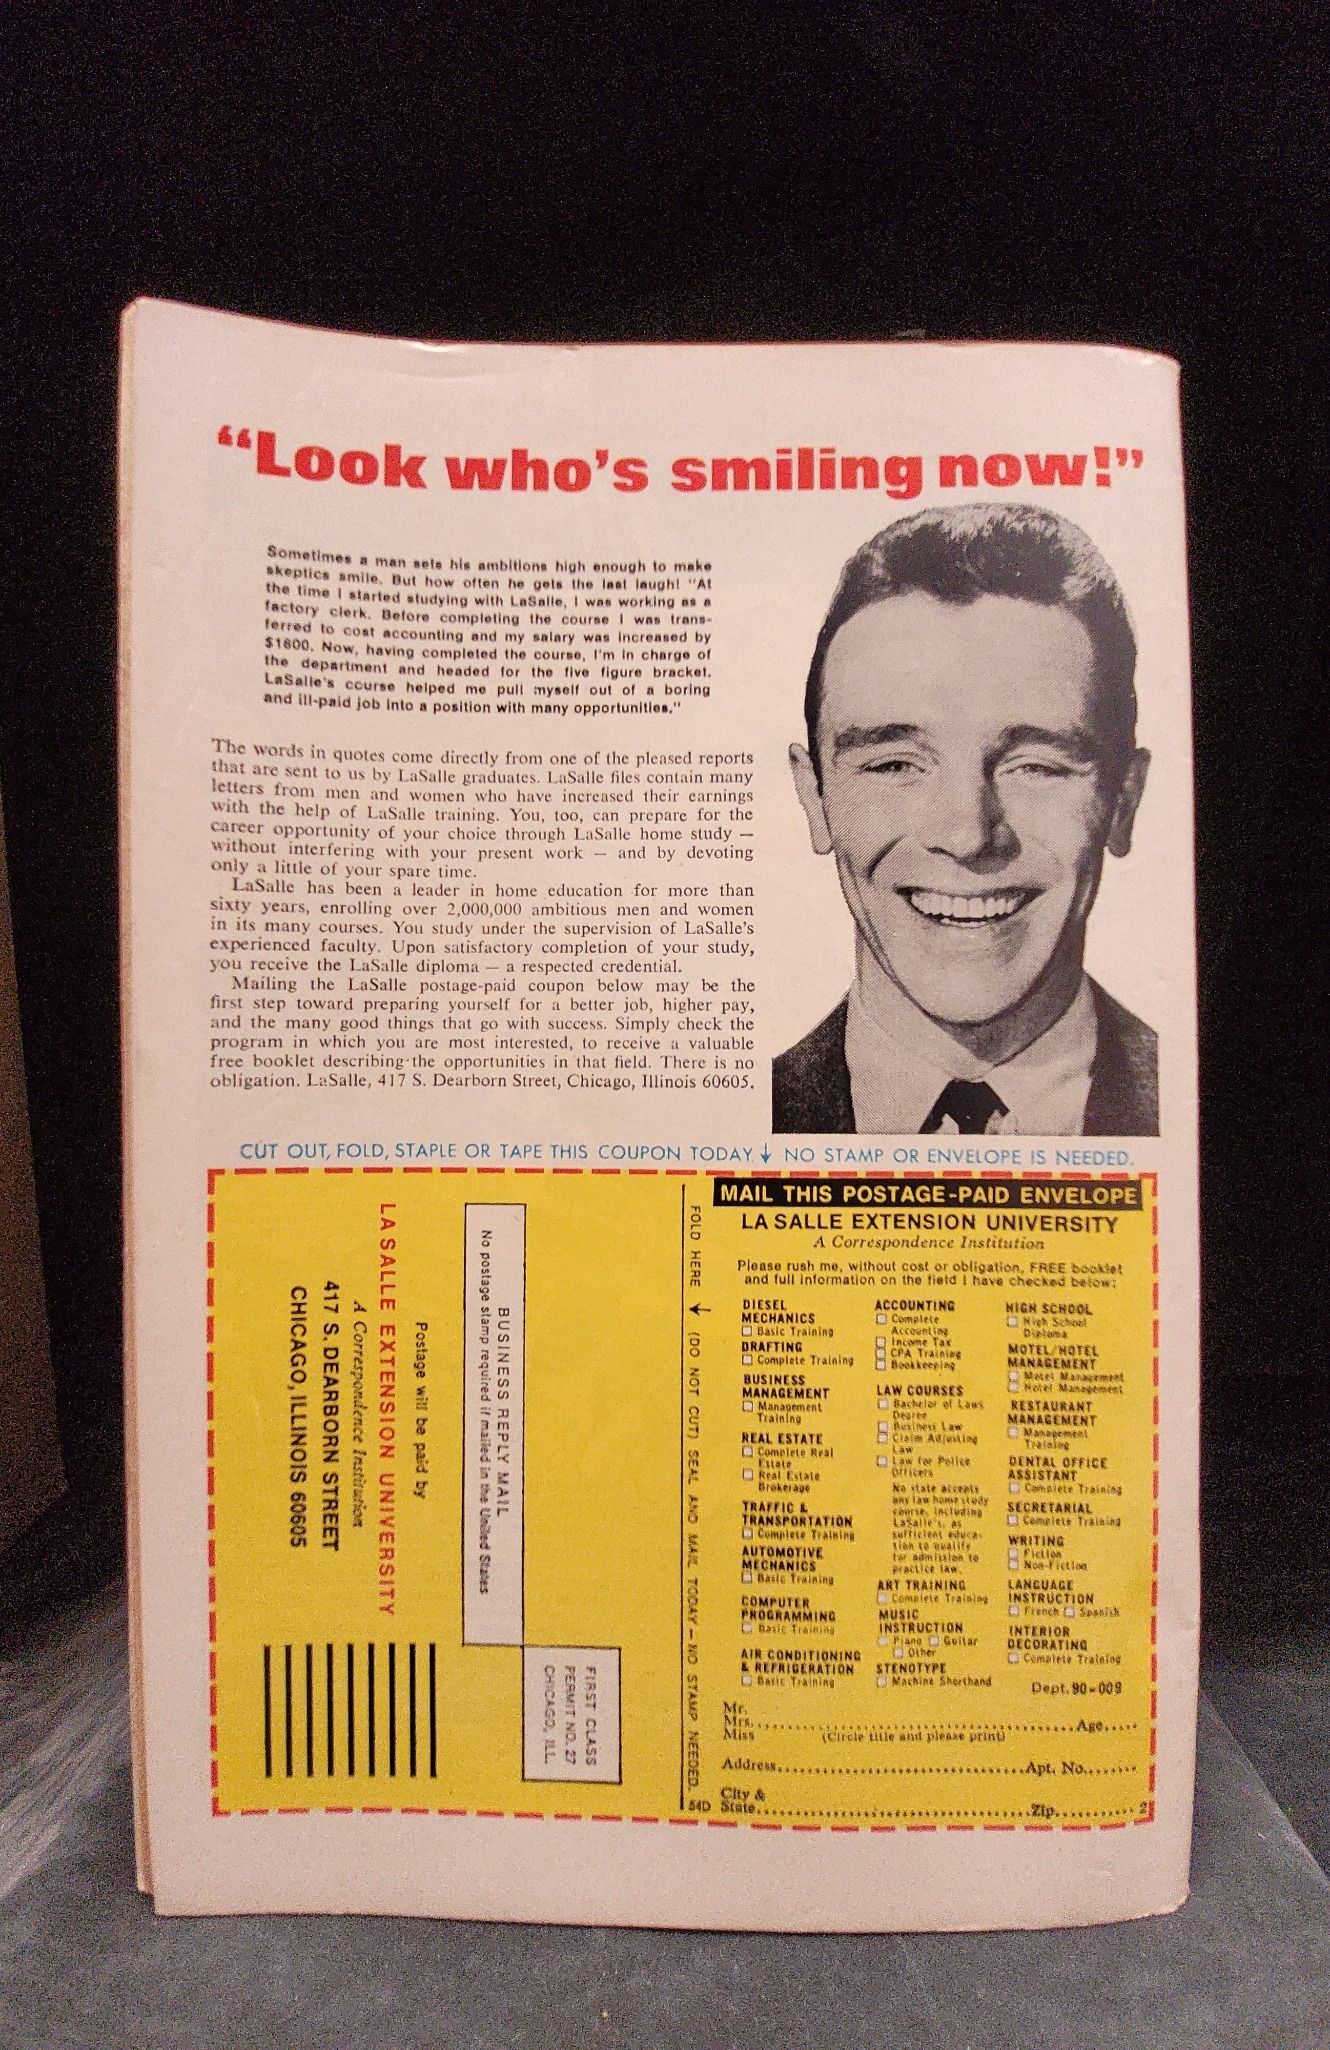 “Look who’s smiling now!”
Sometimes a man sets his ambitions high enough to make
skeptics smile. But how often he gets the last laugh! "At
the time I started studying with LaSalle, I was working as a
factory clerk. Before completing the course I was trans-
ferred to cost accounting and my salary was increased by
$1600. Now, having completed the course, I'm in charge of
the department and headed for the five figure bracket.
LaSalle's course helped me pull myself out of a boring
and ill-paid job into a position with many opportunities."
The words in quotes come directly from one of the pleased reports
that are sent to us by LaSalle graduates. LaSalle files contain many
letters from men and women who have increased their earnings
with the help of LaSalle training. You, too, can prepare for the
career opportunity of your choice through LaSalle home study —
without interfering with your present work — and by devoting
only a little of your spare time.
LaSalle has been a leader in home education for more than
sixty years, enrolling over 2,000,000 ambitious men and women
in its many courses. You study under the supervision of LaSalle's
experienced faculty. Upon satisfactory completion of your study,
you receive the LaSalle diploma — a respected credential.
Mailing the LaSalle postage-paid coupon below may be the
first step toward preparing yourself for a better job, higher pay,
and the many good things that go with success. Simply check the
program in which you are most interested, to receive a valuable
free booklet describing the opportunities in that field. There is no
obligation. LaSalle, 417 S. Dearborn Street, Chicago, Illinois 60605.
CUT OUT, FOLD, STAPLE OR TAPE THIS COUPON TODAY. ↓ NO STAMP OR ENVELOPE IS NEEDED.
FIRST CLASS
PERMIT NO. 27
CHICAGO, ILL.
BUSINESS REPLY MAIL
No postage stamp required if mailed in the United States
Postage will be paid by
LA SALLE EXTENSION UNIVERSITY
A Correspondence Institution
417 S. DEARBORN STREET
CHICAGO, ILLINOIS 60605
FOLD HERE → (DO NOT CUT) SEAL AND MAIL TODAY — NO STAMP NEEDED.
54D
MAIL THIS POSTAGE-PAID ENVELOPE
LA SALLE EXTENSION UNIVERSITY
A Correspondence Institution
Please rush me, without cost or obligation, FREE booklet
and full information on the field I have checked below:
DIESEL
MECHANICS
☐ Basic Training
DRAFTING
☐ Complete Training
BUSINESS
MANAGEMENT
☐ Management
Training
REAL ESTATE
☐ Complete Real
Estate
☐ Real Estate
Brokerage
TRAFFIC &
TRANSPORTATION
☐ Complete Training
AUTOMOTIVE
MECHANICS
☐ Basic Training
COMPUTER
PROGRAMMING
☐ Basic Training
AIR CONDITIONING
& REFRIGERATION
☐ Basic Training
ACCOUNTING
☐ Complete
Accounting
☐ Income Tax
☐ CPA Training
☐ Bookkeeping
LAW COURSES
☐ Bachelor of Laws
Degree
☐ Business Law
☐ Claim Adjusting
Law
☐ Law for Police
Officers
No state accepts
any law home study
course, including
LaSalle's, as
sufficient educa-
tion to qualify
for admission to
practice law.
ART TRAINING
☐ Complete Training
MUSIC
INSTRUCTION
☐ Piano ☐ Guitar
☐ Other
STENOTYPE
☐ Machine Shorthand
HIGH SCHOOL
☐ High School
Diploma
MOTEL/HOTEL
MANAGEMENT
☐ Motel Management
☐ Hotel Management
RESTAURANT
MANAGEMENT
☐ Management
Training
DENTAL OFFICE
ASSISTANT
☐ Complete Training
SECRETARIAL
☐ Complete Training
WRITING
☐ Fiction
☐ Non-Fiction
LANGUAGE
INSTRUCTION
☐ French ☐ Spanish
INTERIOR
DECORATING
☐ Complete Training
Dept. 90-009
Mr.
Mrs. Age
Miss (Circle title and please print)
Address Apt. No.
City &
State Zip 2